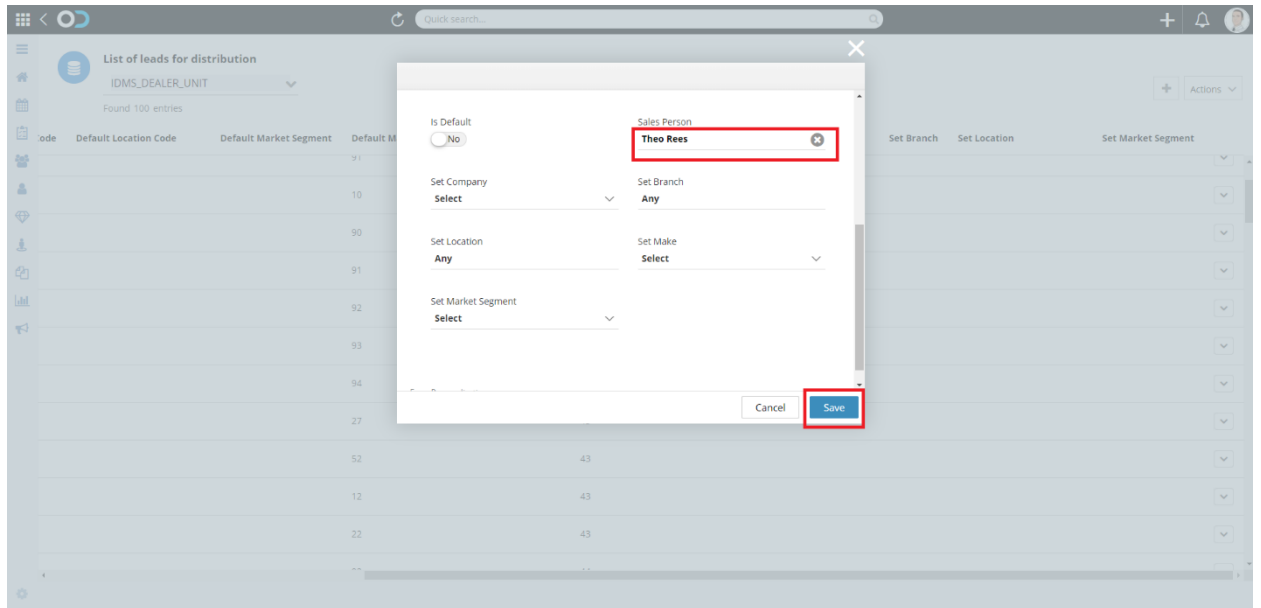 Quick search...
List of leads for distribution
IDMS_DEALER_UNIT
Found 100 entries
Actions
Code Default Location Code Default Market Segment Default M Set Branch Set Location Set Market Segment
Is Default Sales Person
No Theo Rees
Set Company Set Branch
Select Any
Set Location Set Make
Any Select
Set Market Segment
Select
Cancel Save
91
10
90
91
92
93
94
27
52 43
12 43
22 43